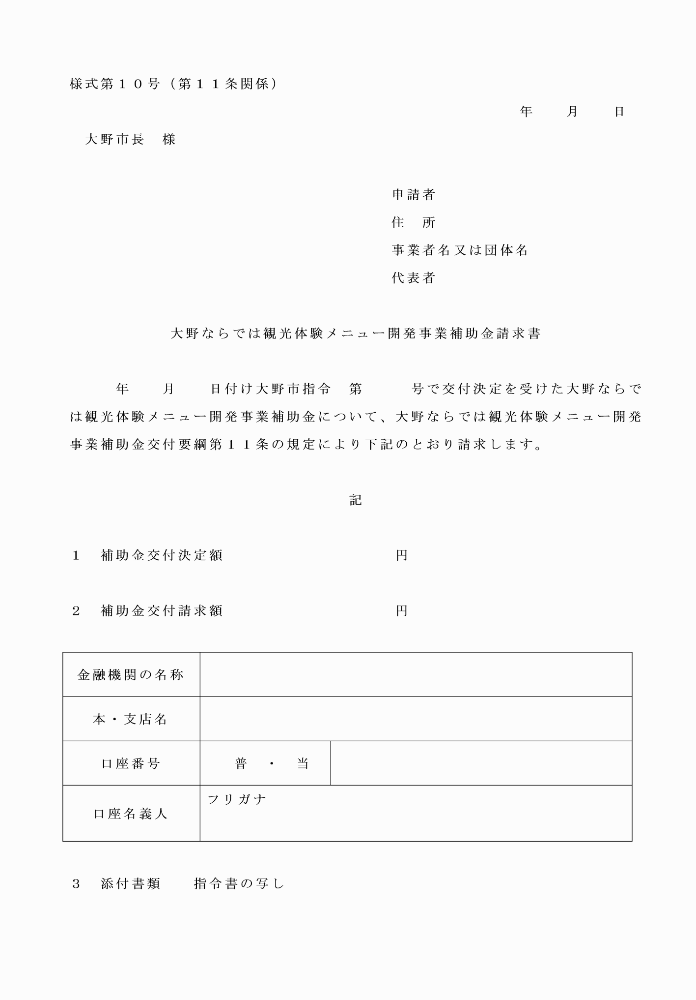 様式第１０号（第１１条関係）
年　　月　　日
大野市長　様
申請者
住　所
事業者名又は団体名
代表者
大野ならでは観光体験メニュー開発事業補助金請求書
年　　月　　日付け大野市指令　第　　　号で交付決定を受けた大野ならで
は観光体験メニュー開発事業補助金について、大野ならでは観光体験メニュー開発
事業補助金交付要綱第１１条の規定により下記のとおり請求します。
記
１　補助金交付決定額　　　　　　　　　　　円
２　補助金交付請求額　　　　　　　　　　　円
金融機関の名称
本・支店名
口座番号　普　・　当
フリガナ
口座名義人
３　添付書類　　指令書の写し